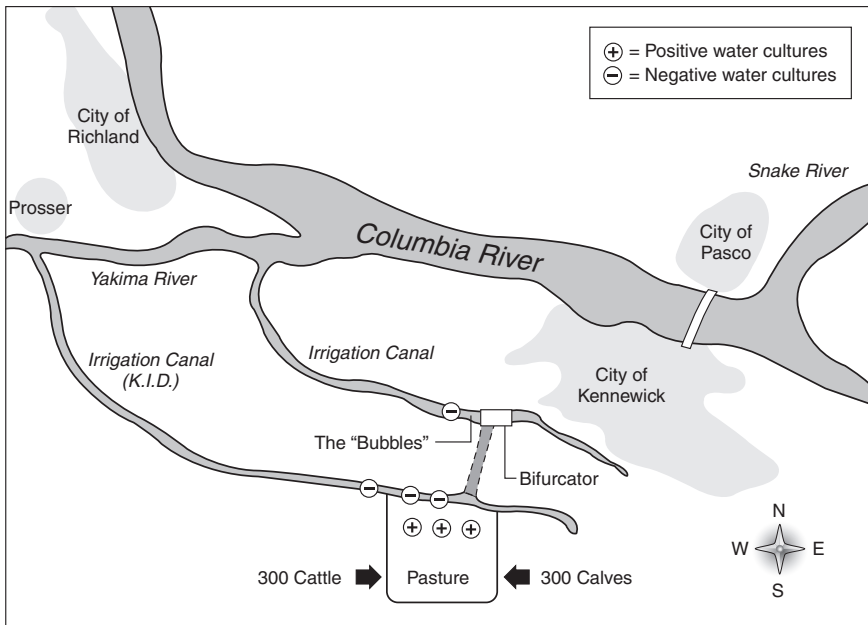 ⊕ = Positive water cultures
⊖ = Negative water cultures
City of
Richland
Snake River
Prosser
City of
Pasco
Columbia River
Yakima River
Irrigation Canal
(K.I.D.)
Irrigation Canal
City of
Kennewick
The “Bubbles”
Bifurcator
N
W E
S
300 Cattle Pasture 300 Calves